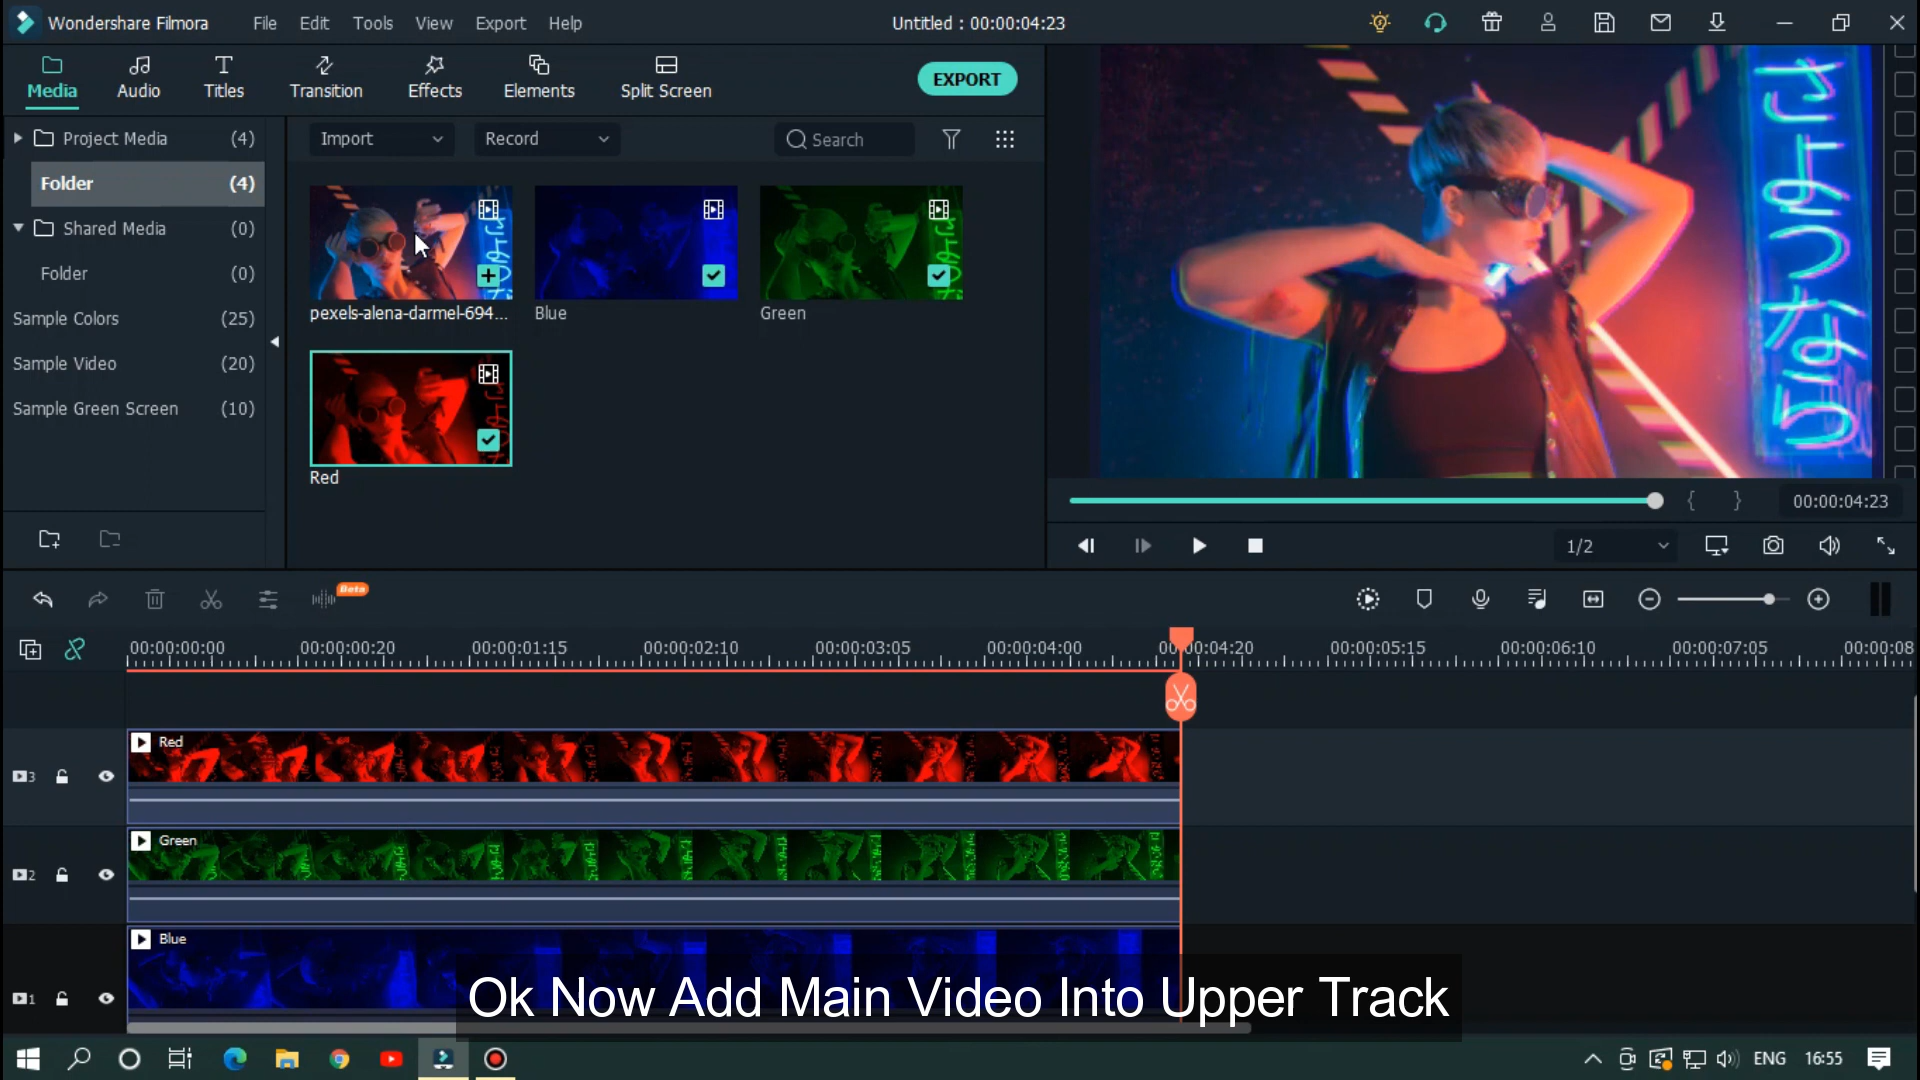 Wondershare Filmora
File Edit Tools View Export Help
Untitled : 00:00:04:23
Media
Audio
Titles
Transition
Effects
Elements
Split Screen
EXPORT
Project Media (4)
Folder (4)
Shared Media (0)
Folder (0)
Sample Colors (25)
Sample Video (20)
Sample Green Screen (10)
Import
Record
Search
pexels-alena-darmel-694...
Blue
Green
Red
{ } 00:00:04:23
1/2
Beta
00:00:00:00 00:00:00:20 00:00:01:15 00:00:02:10 00:00:03:05 00:00:04:00 00:00:04:20 00:00:05:15 00:00:06:10 00:00:07:05 00:00:08
Red
3
Green
2
Blue
1
Ok Now Add Main Video Into Upper Track
ENG 16:55